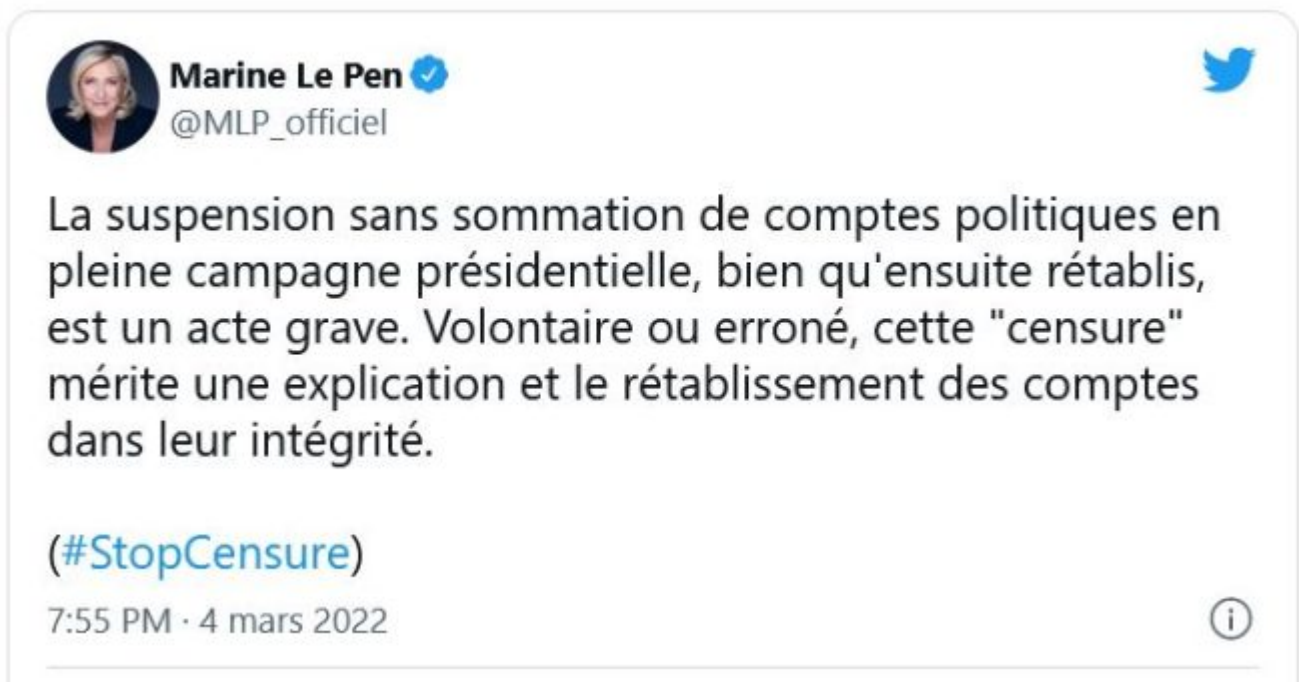 Marine Le Pen
@MLP_officiel
La suspension sans sommation de comptes politiques en
pleine campagne présidentielle, bien qu'ensuite rétablis,
est un acte grave. Volontaire ou erroné, cette "censure"
mérite une explication et le rétablissement des comptes
dans leur intégrité.
(#StopCensure)
7:55 PM · 4 mars 2022